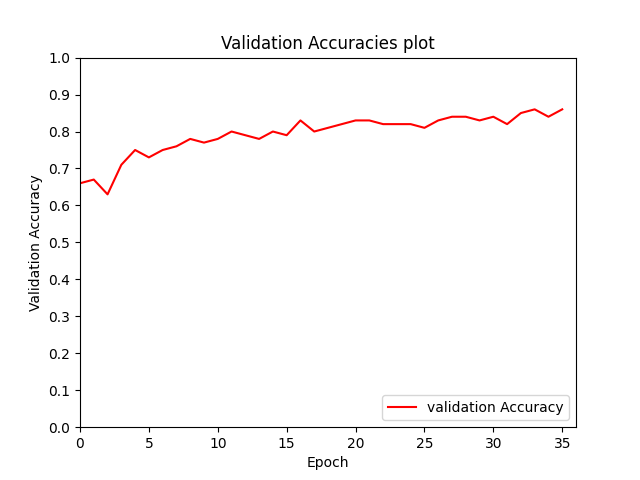 Validation Accuracies plot
1.0
0.9
0.8
0.7
0.6
0.5
0.4
0.3
0.2
0.1
0.0
Validation Accuracy
validation Accuracy
0 5 10 15 20 25 30 35
Epoch